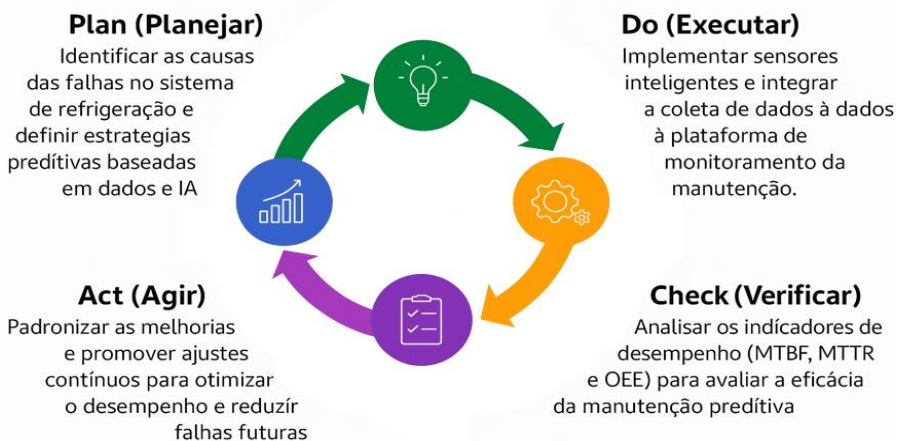 Plan (Planejar)
Identificar as causas
das falhas no sistema
de refrigeração e
definir estrategias
predítivas baseadas
em dados e IA
Do (Executar)
Implementar sensores
inteligentes e integrar
a coleta de dados à dados
à plataforma de
monitoramento da
manutenção.
Act (Agir)
Padronizar as melhorias
e promover ajustes
contínuos para otimizar
o desempenho e reduzír
falhas futuras
Check (Verificar)
Analisar os indícadores de
desempenho (MTBF, MTTR
e OEE) para avaliar a eficácia
da manutenção predítiva